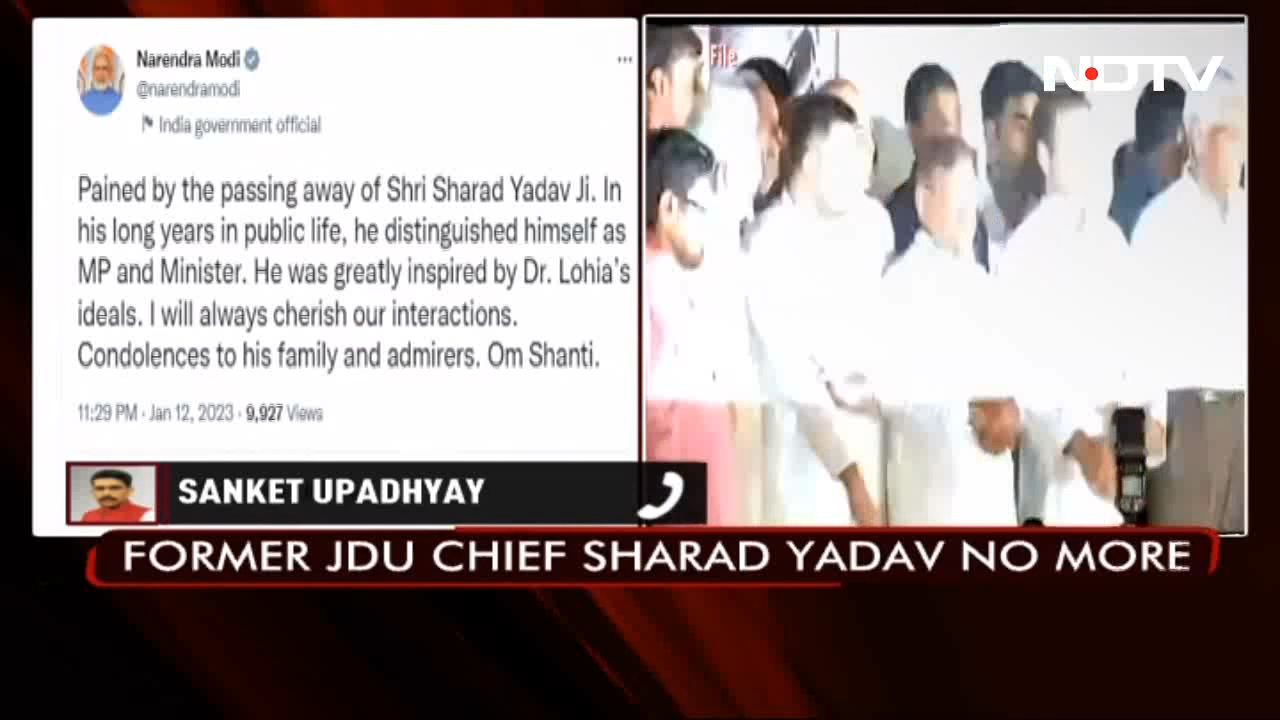 Narendra Modi
@narendramodi
India government official
Pained by the passing away of Shri Sharad Yadav Ji. In
his long years in public life, he distinguished himself as
MP and Minister. He was greatly inspired by Dr. Lohia's
ideals. I will always cherish our interactions.
Condolences to his family and admirers. Om Shanti.
11:29 PM · Jan 12, 2023 · 9,927 Views
File
NDTV
SANKET UPADHYAY
FORMER JDU CHIEF SHARAD YADAV NO MORE